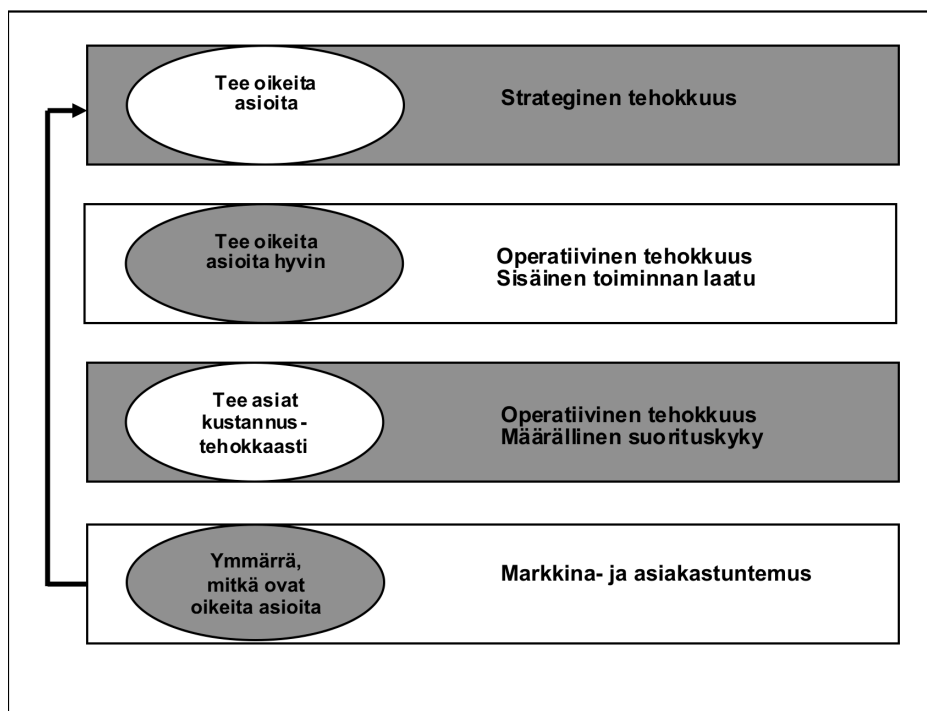 Tee oikeita
asioita
Strateginen tehokkuus
Tee oikeita
asioita hyvin
Operatiivinen tehokkuus
Sisäinen toiminnan laatu
Tee asiat
kustannus-
tehokkaasti
Operatiivinen tehokkuus
Määrällinen suorituskyky
Ymmärrä,
mitkä ovat
oikeita asioita
Markkina- ja asiakastuntemus